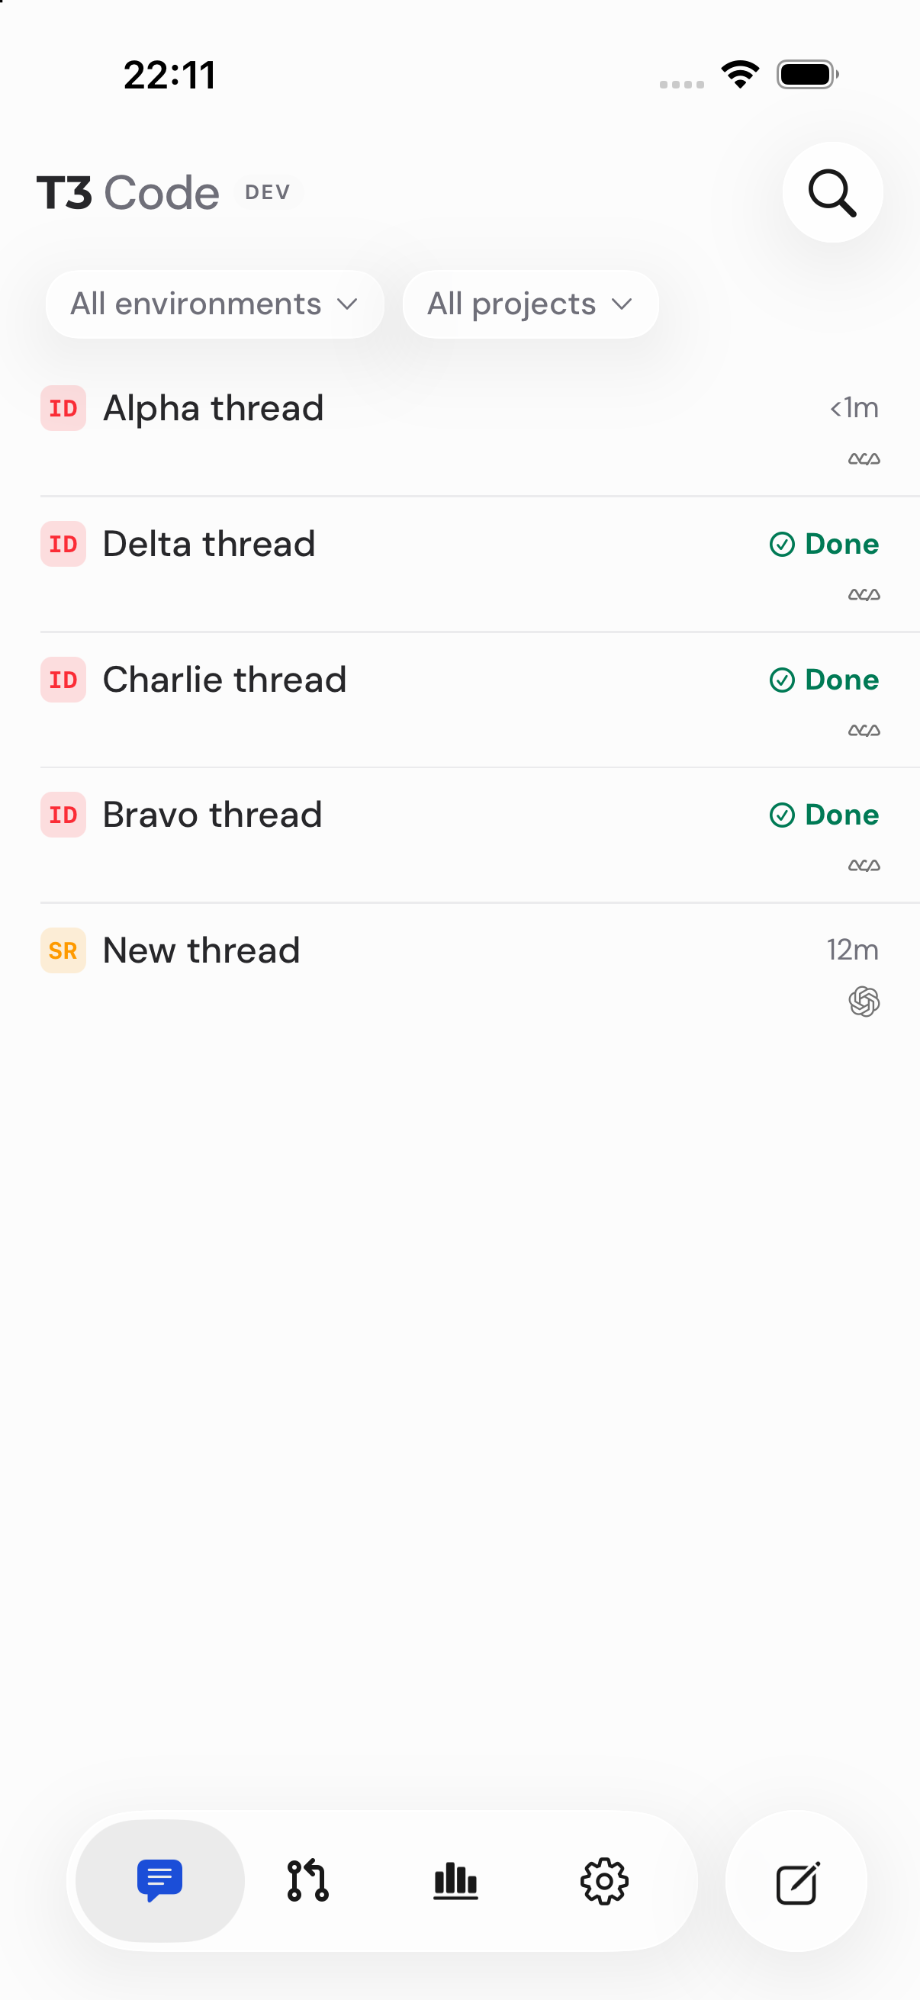 22:11
T3 Code DEV
All environments All projects
ID Alpha thread <1m
ID Delta thread Done
ID Charlie thread Done
ID Bravo thread Done
SR New thread 12m